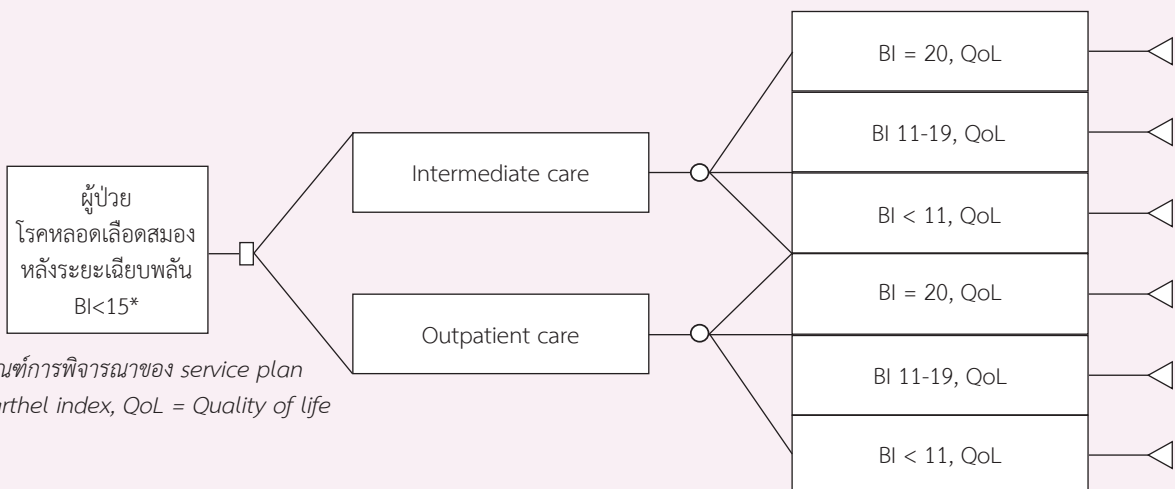 ผู้ป่วย
โรคหลอดเลือดสมอง
หลังระยะเฉียบพลัน
BI<15*
Intermediate care
Outpatient care
BI = 20, QoL
BI 11-19, QoL
BI < 11, QoL
BI = 20, QoL
BI 11-19, QoL
BI < 11, QoL
การพิจารณาของ service plan
index, QoL = Quality of life